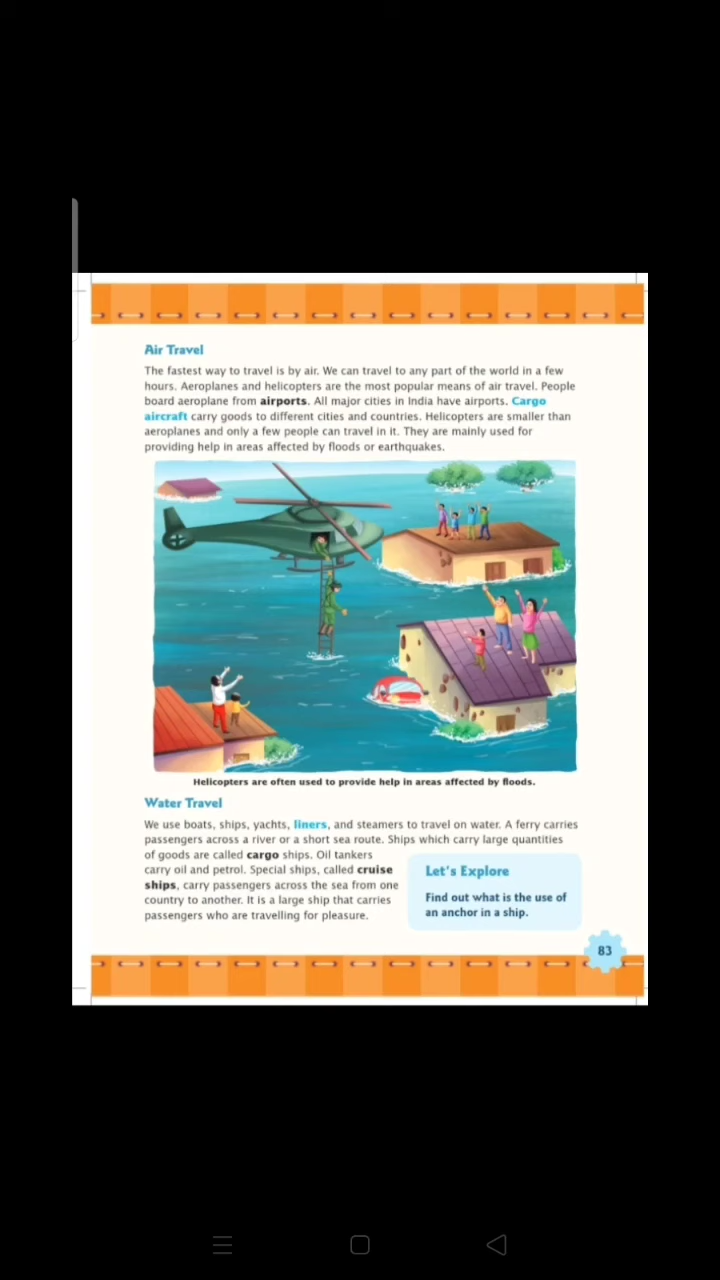 Air Travel
The fastest way to travel is by air. We can travel to any part of the world in a few
hours. Aeroplanes and helicopters are the most popular means of air travel. People
board aeroplane from airports. All major cities in India have airports. Cargo
aircraft carry goods to different cities and countries. Helicopters are smaller than
aeroplanes and only a few people can travel in it. They are mainly used for
providing help in areas affected by floods or earthquakes.
Helicopters are often used to provide help in areas affected by floods.
Water Travel
We use boats, ships, yachts, liners, and steamers to travel on water. A ferry carries
passengers across a river or a short sea route. Ships which carry large quantities
of goods are called cargo ships. Oil tankers
carry oil and petrol. Special ships, called cruise
ships, carry passengers across the sea from one
country to another. It is a large ship that carries
passengers who are travelling for pleasure.
Let's Explore
Find out what is the use of
an anchor in a ship.
83